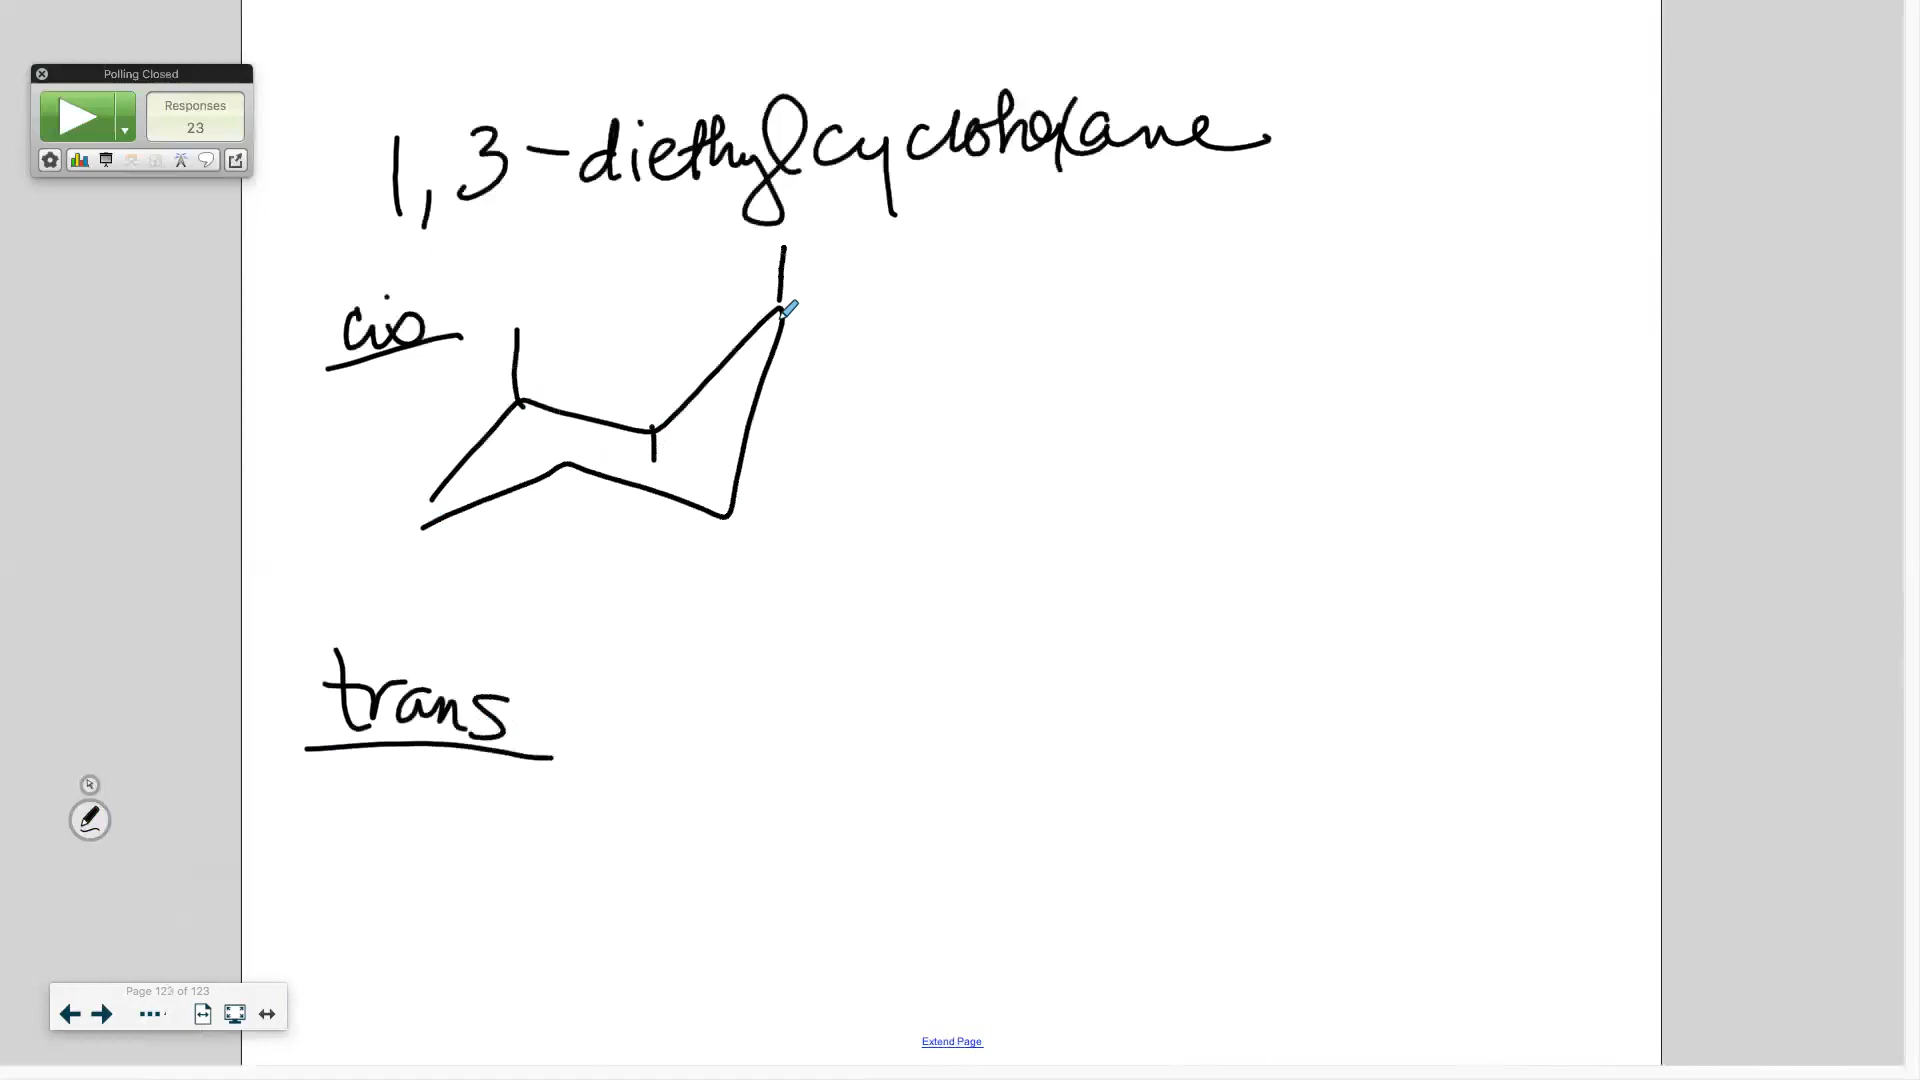 Polling Closed
Responses
23
1,3-diethylcyclohexane
cis
trans
Page 123 of 123
Extend Page